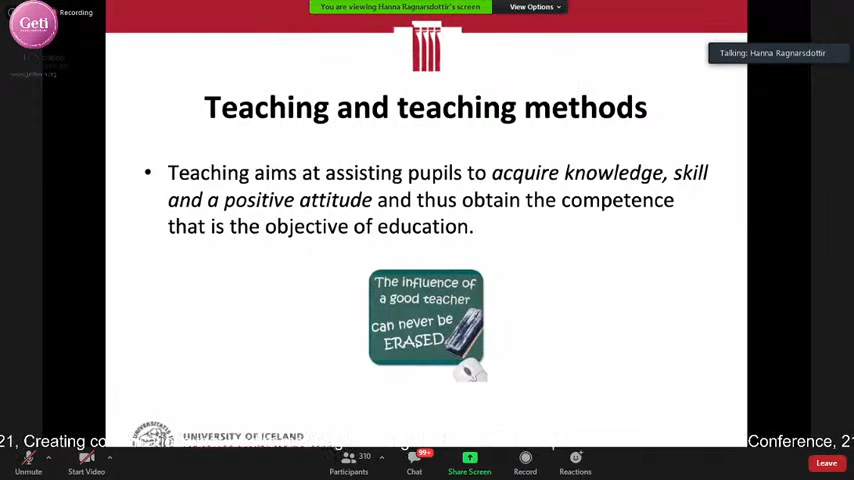 Geti
Recording
You are viewing Hanna Ragnarsdottir's screen
View Options
Talking: Hanna Ragnarsdottir
Teaching and teaching methods
• Teaching aims at assisting pupils to acquire knowledge, skill
and a positive attitude and thus obtain the competence
that is the objective of education.
The influence of
a good teacher
can never be
ERASED
UNIVERSITY OF ICELAND
21, Creating co
Conference, 21
Unmute
Start Video
310
Participants
99+
Chat
Share Screen
Record
Reactions
Leave